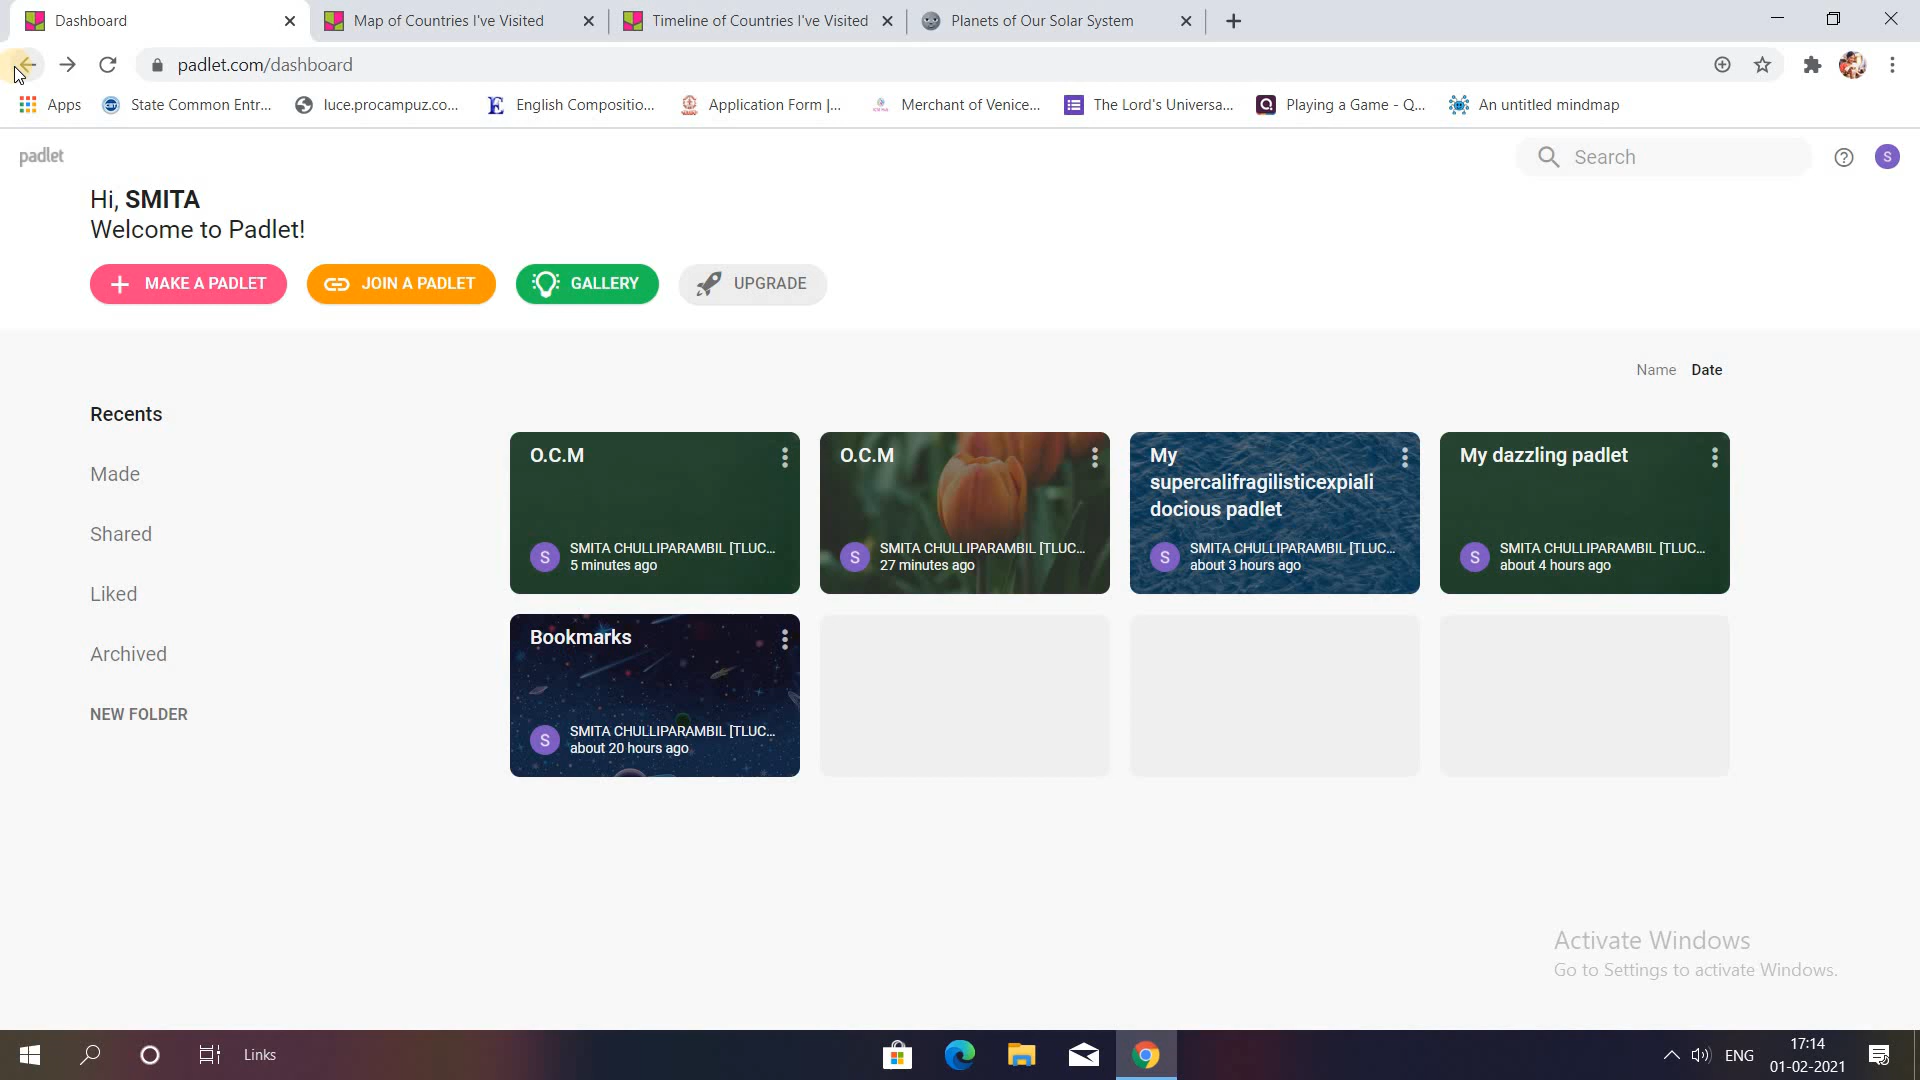 Dashboard
Map of Countries I've Visited
Timeline of Countries I've Visited
Planets of Our Solar System
padlet.com/dashboard
Apps
State Common Entr...
luce.procampuz.co...
English Compositio...
Application Form |...
Merchant of Venice...
The Lord's Universa...
Playing a Game - Q...
An untitled mindmap
padlet
Search
S
Hi, SMITA
Welcome to Padlet!
MAKE A PADLET
JOIN A PADLET
GALLERY
UPGRADE
Name Date
Recents
Made
Shared
Liked
Archived
NEW FOLDER
O.C.M
S
SMITA CHULLIPARAMBIL [TLUC...
5 minutes ago
O.C.M
S
SMITA CHULLIPARAMBIL [TLUC...
27 minutes ago
My
supercalifragilisticexpiali
docious padlet
S
SMITA CHULLIPARAMBIL [TLUC...
about 3 hours ago
My dazzling padlet
S
SMITA CHULLIPARAMBIL [TLUC...
about 4 hours ago
Bookmarks
S
SMITA CHULLIPARAMBIL [TLUC...
about 20 hours ago
Activate Windows
Go to Settings to activate Windows.
Links
ENG
17:14
01-02-2021